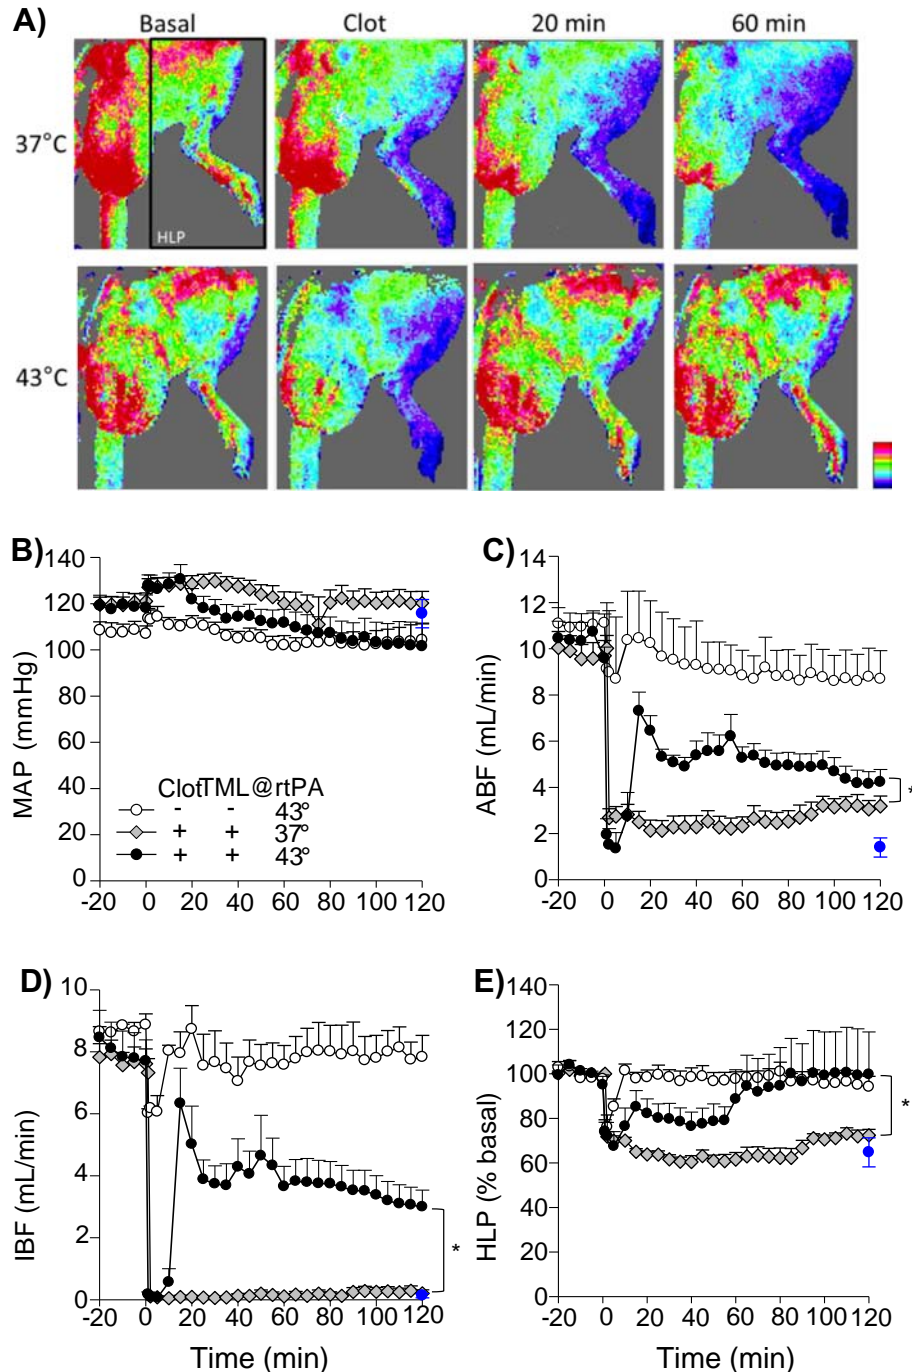 A)
Basal Clot 20 min 60 min
37°C
HLP
43°C
B)
MAP (mmHg)
140
120
100
80
60
40
20
0
Clot TML@rtPA
- - 43°
+ + 37°
+ + 43°
-20 0 20 40 60 80 100 120
C)
ABF (mL/min)
14
12
10
8
6
4
2
0
*
-20 0 20 40 60 80 100 120
D)
IBF (mL/min)
10
8
6
4
2
0
*
-20 0 20 40 60 80 100 120
Time (min)
E)
HLP (% basal)
140
120
100
80
60
40
20
0
*
-20 0 20 40 60 80 100 120
Time (min)